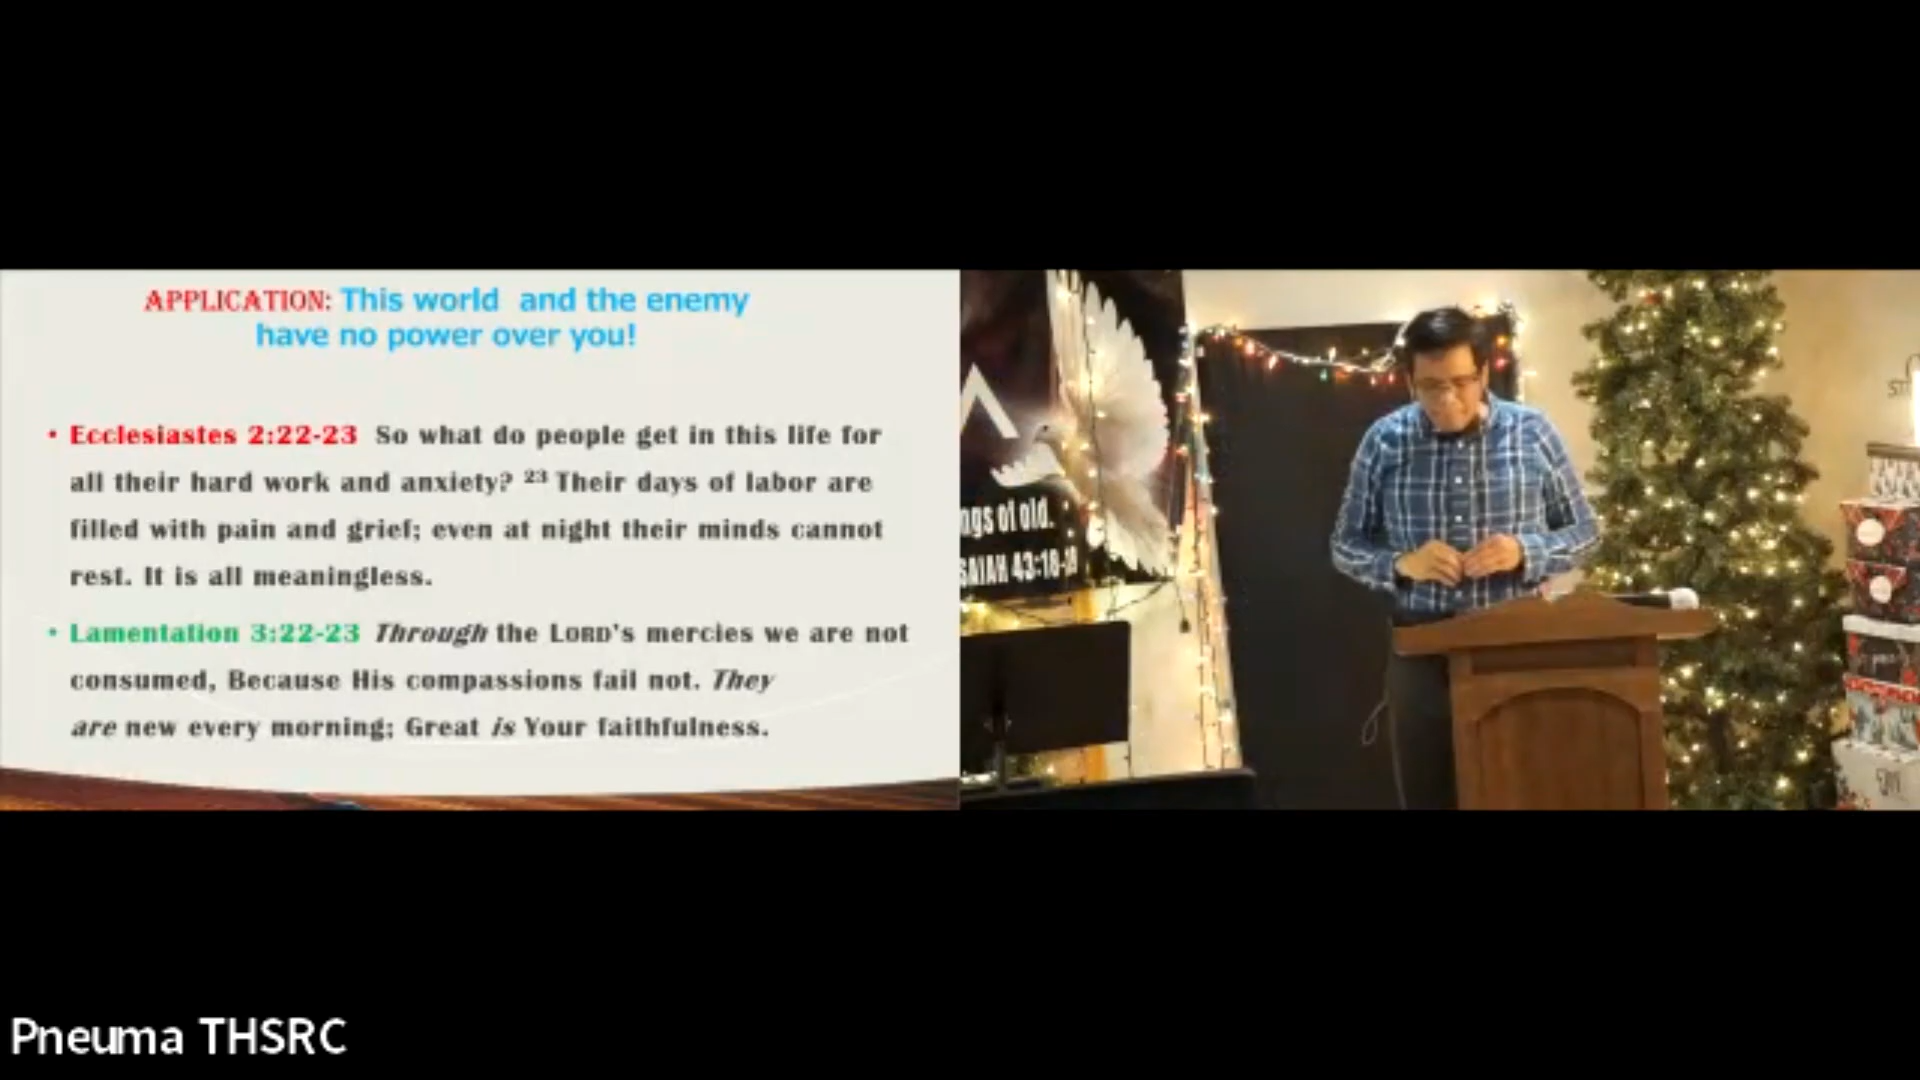 APPLICATION: This world and the enemy
have no power over you!
• Ecclesiastes 2:22-23 So what do people get in this life for
all their hard work and anxiety? 23 Their days of labor are
filled with pain and grief; even at night their minds cannot
rest. It is all meaningless.
• Lamentation 3:22-23 Through the LORD's mercies we are not
consumed, Because His compassions fail not. They
are new every morning; Great is Your faithfulness.
ngs of old.
SAIAH 43:18-19
Pneuma THSRC